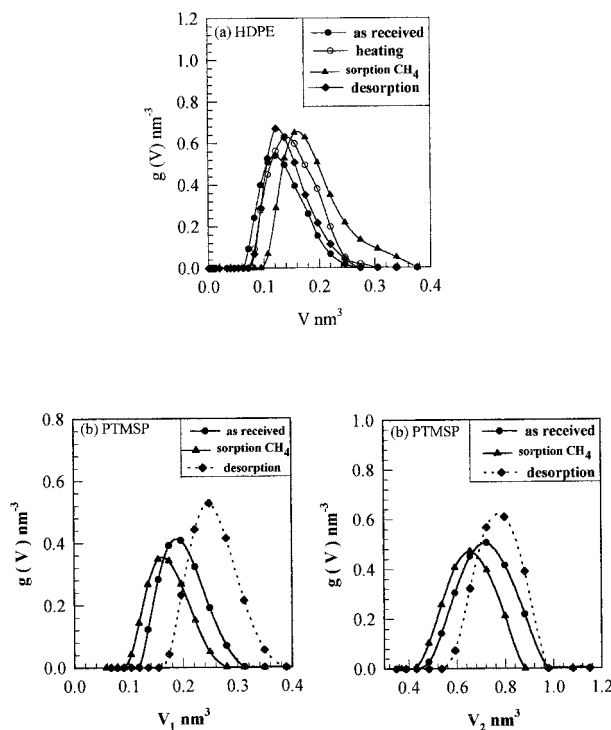 (a) HDPE
as received
heating
sorption CH4
desorption
g (V) nm-3
1.0
0.8
0.6
0.4
0.2
0.0
0.0 0.1 0.2 0.3 0.4
V nm3
(b) PTMSP
as received
sorption CH4
desorption
g (V) nm-3
0.8
0.6
0.4
0.2
0.0
0.0 0.1 0.2 0.3 0.4
V1 nm3
(b) PTMSP
as received
sorption CH4
desorption
g (V) nm-3
1.0
0.8
0.6
0.4
0.2
0.0
0.4 0.6 0.8 1.0 1.2
V2 nm3